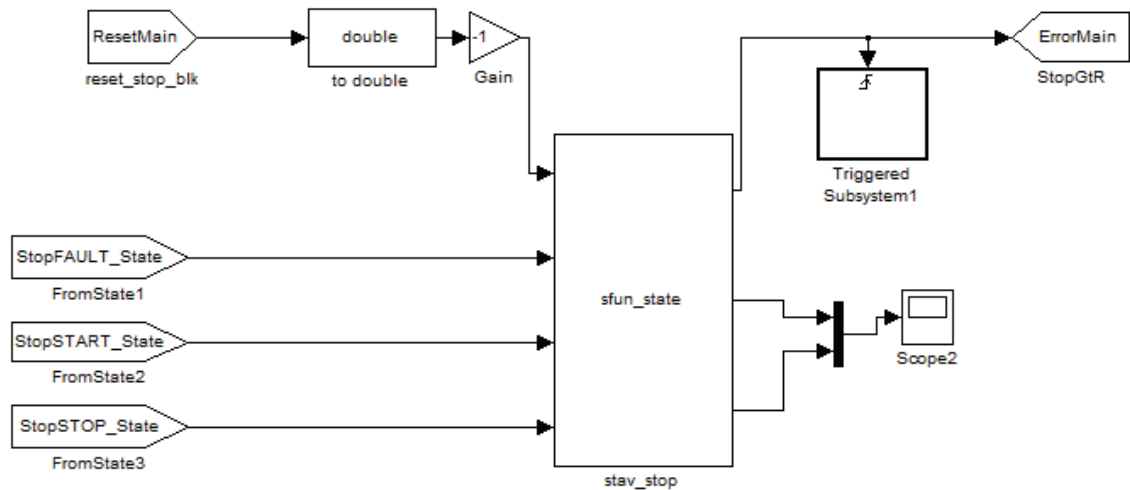 ResetMain
reset_stop_blk
double
to double
-1
Gain
ErrorMain
StopGtR
Triggered
Subsystem1
StopFAULT_State
FromState1
StopSTART_State
FromState2
StopSTOP_State
FromState3
sfun_state
stav_stop
Scope2